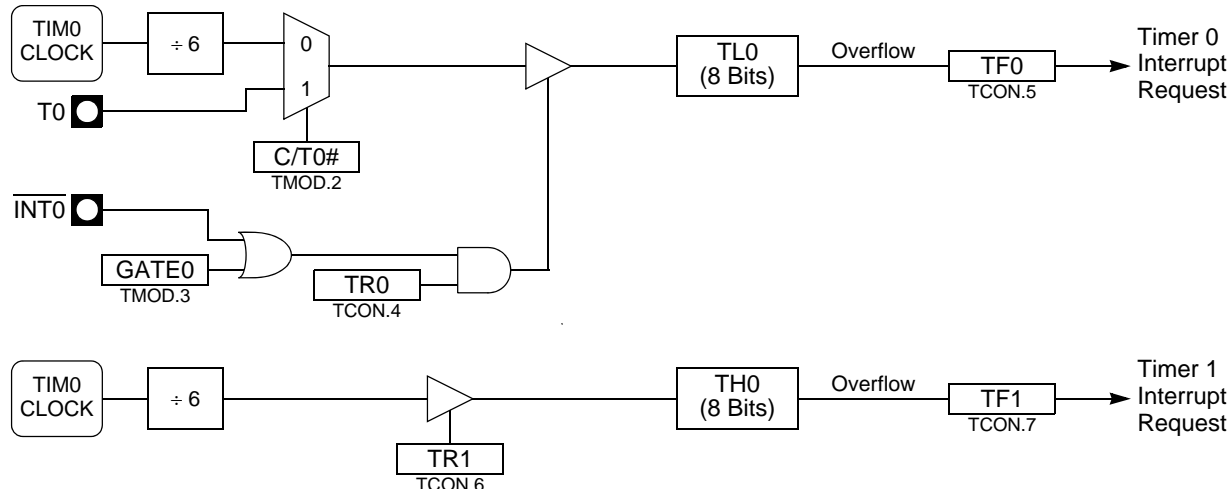 TIM0
CLOCK
÷ 6
0
1
T0
C/T0#
TMOD.2
TL0
(8 Bits)
Overflow
TF0
TCON.5
Timer 0
Interrupt
Request
INT0
GATE0
TMOD.3
TR0
TCON.4
TIM0
CLOCK
÷ 6
TR1
TCON.6
TH0
(8 Bits)
Overflow
TF1
TCON.7
Timer 1
Interrupt
Request